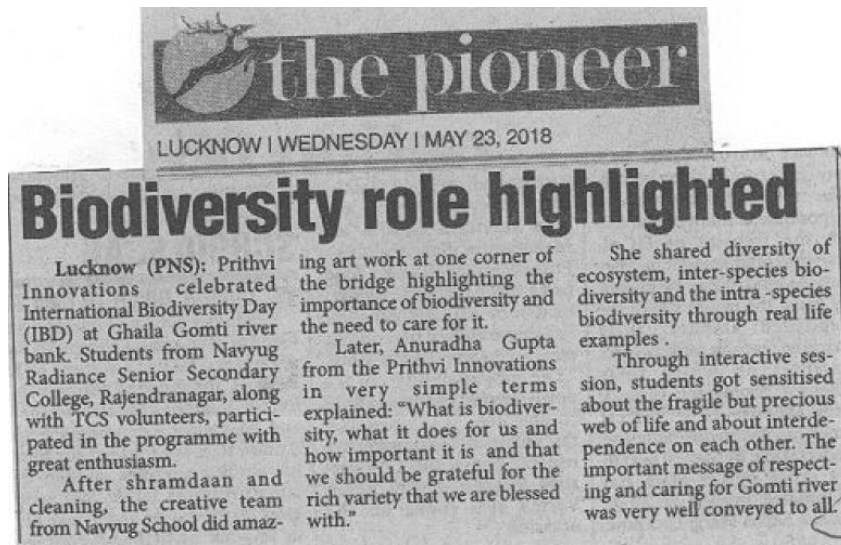 the pioneer
LUCKNOW | WEDNESDAY | MAY 23, 2018
Biodiversity role highlighted
Lucknow (PNS): Prithvi
Innovations celebrated
International Biodiversity Day
(IBD) at Ghaila Gomti river
bank. Students from Navyug
Radiance Senior Secondary
College, Rajendranagar, along
with TCS volunteers, partici-
pated in the programme with
great enthusiasm.
After shramdaan and
cleaning, the creative team
from Navyug School did amaz-
ing art work at one corner of
the bridge highlighting the
importance of biodiversity and
the need to care for it.
Later, Anuradha Gupta
from the Prithvi Innovations
in very simple terms
explained: “What is biodiver-
sity, what it does for us and
how important it is and that
we should be grateful for the
rich variety that we are blessed
with.”
She shared diversity of
ecosystem, inter-species bio-
diversity and the intra -species
biodiversity through real life
examples .
Through interactive ses-
sion, students got sensitised
about the fragile but precious
web of life and about interde-
pendence on each other. The
important message of respect-
ing and caring for Gomti river
was very well conveyed to all.